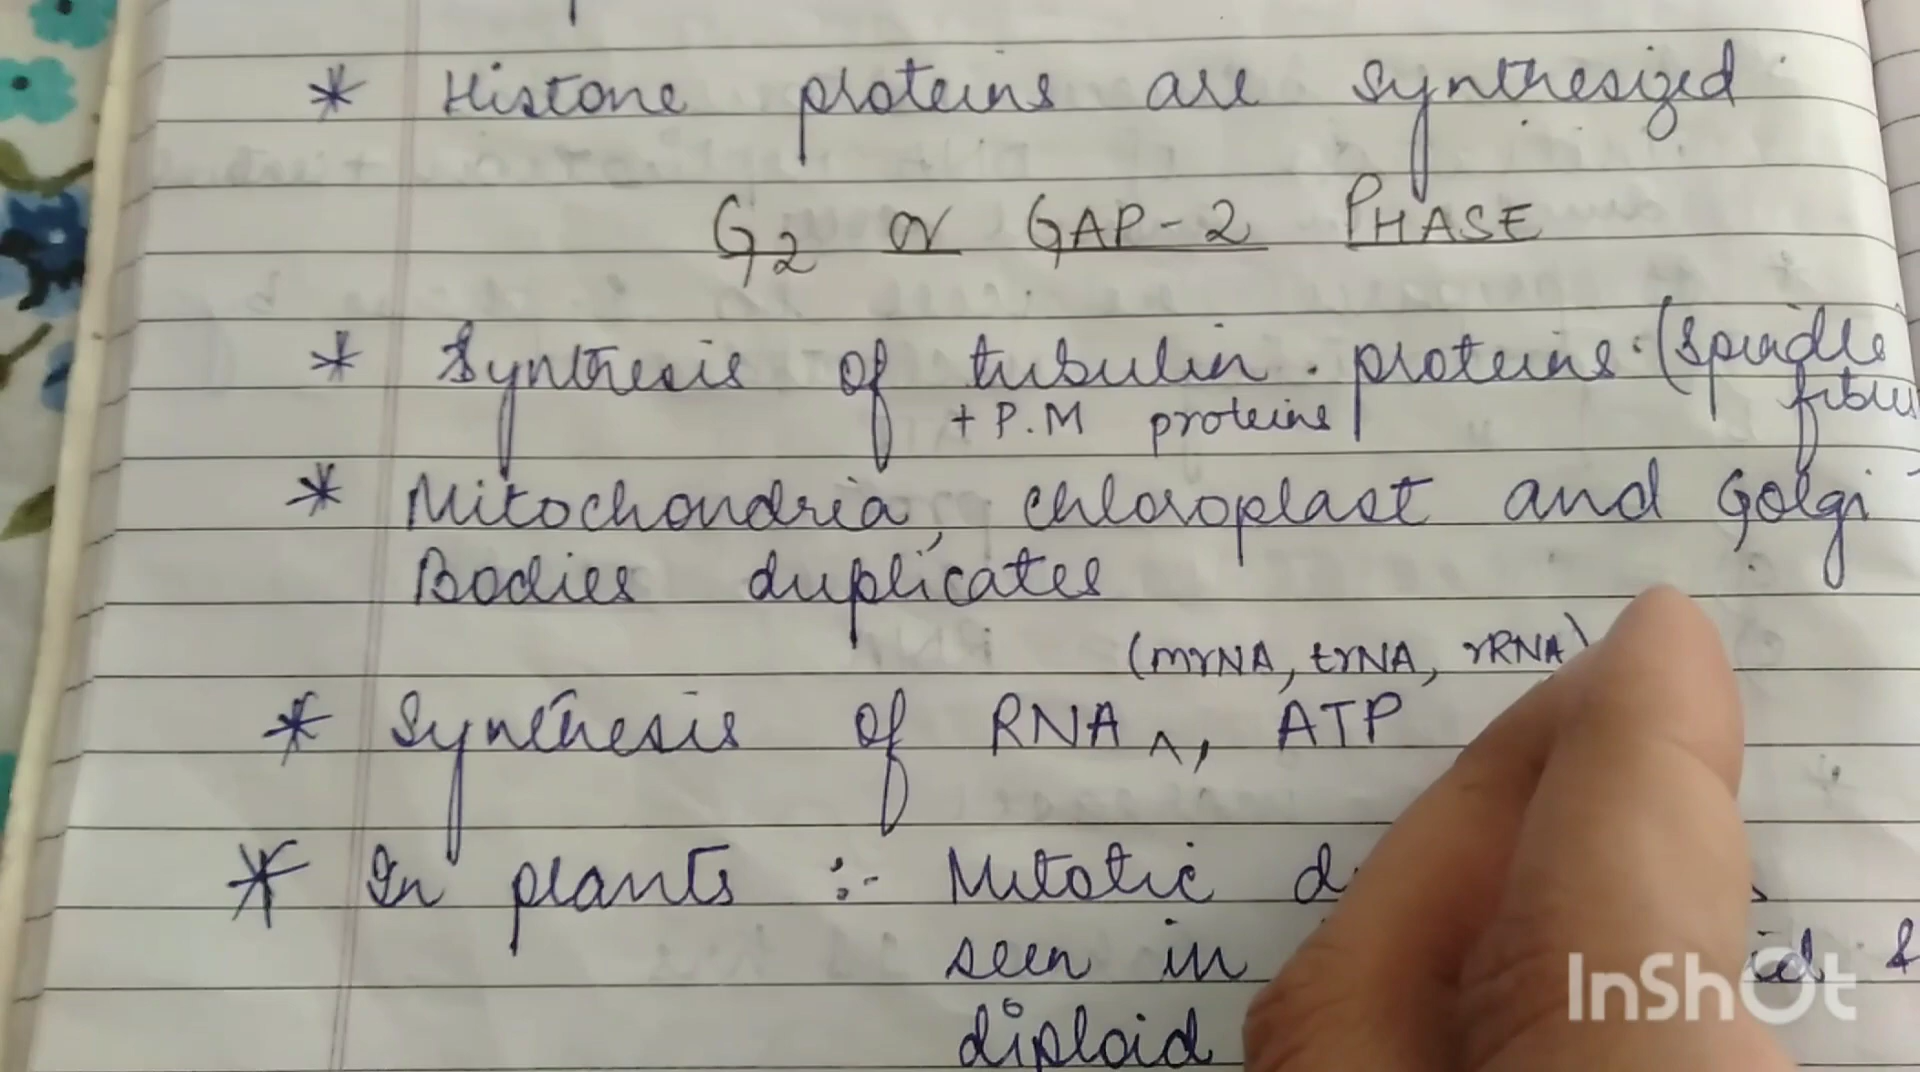 * Histone proteins are synthesized
G2 or GAP-2 PHASE
* Synthesis of tubulin proteins (spindle
+ P.M proteins fibre
* Mitochondria, chloroplast and Golgi
Bodies duplicates
(mRNA, tRNA, rRNA)
* Synthesis of RNA ^, ATP
* In plants :- Mitotic
seen in &
diploid
InShOt